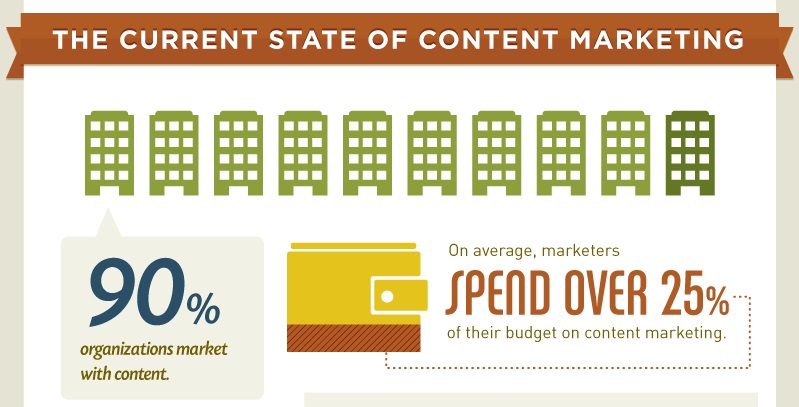 THE CURRENT STATE OF CONTENT MARKETING
90%
organizations market
with content.
On average, marketers
SPEND OVER 25%
of their budget on content marketing.